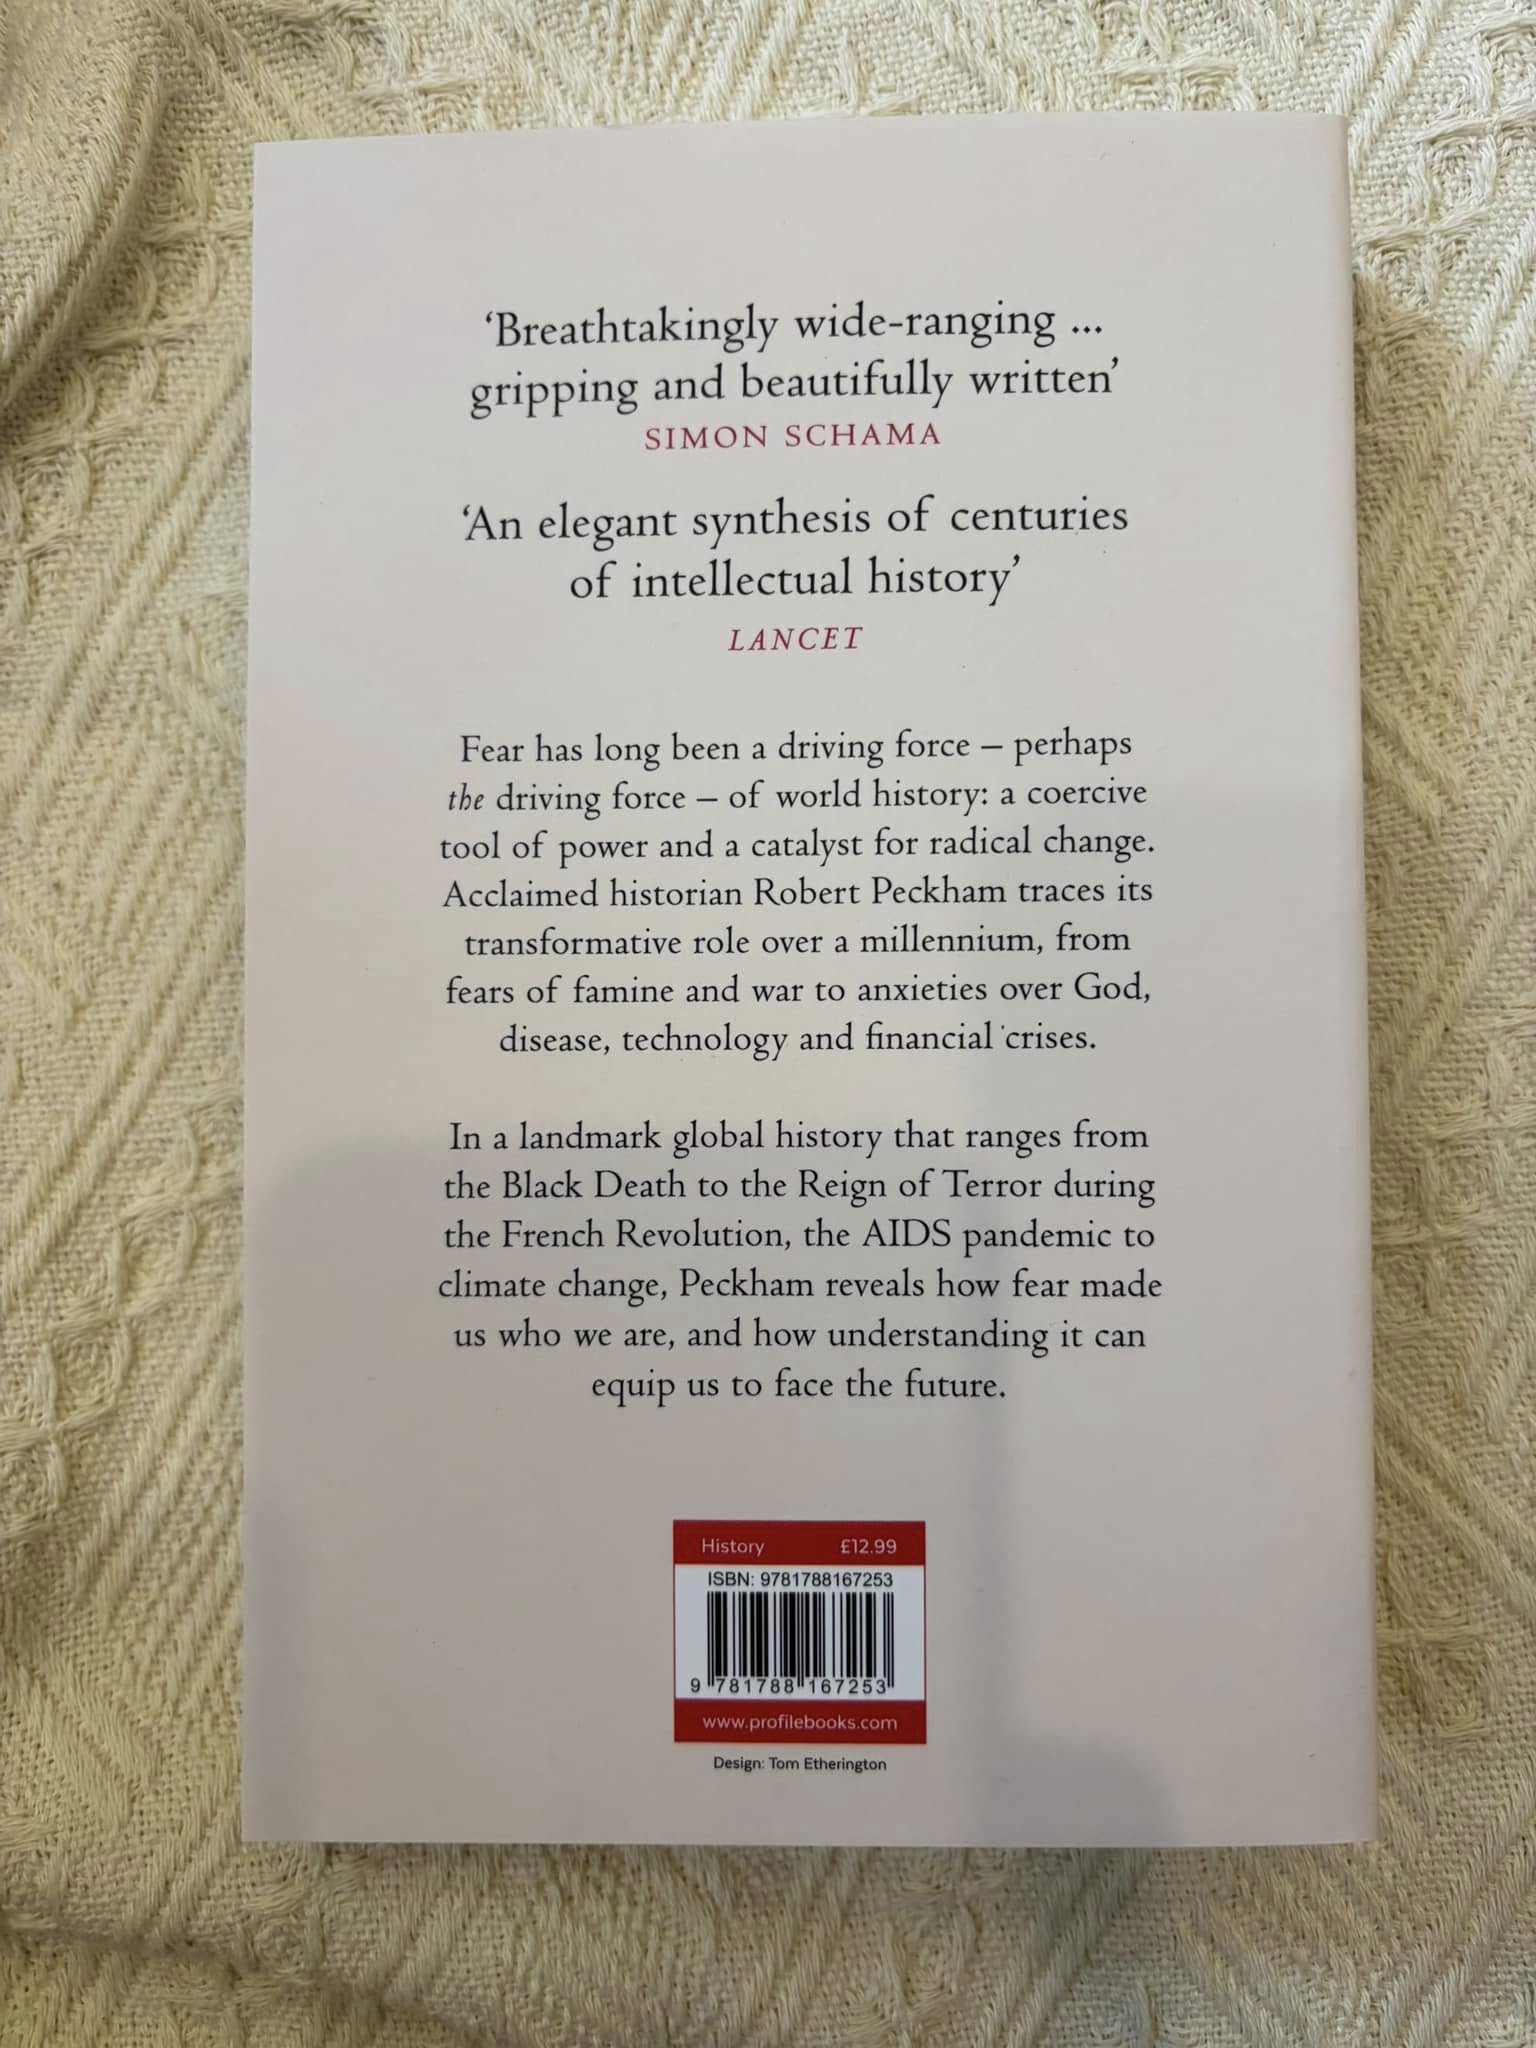 ‘Breathtakingly wide-ranging ...
gripping and beautifully written’
SIMON SCHAMA
‘An elegant synthesis of centuries
of intellectual history’
LANCET
Fear has long been a driving force – perhaps
the driving force – of world history: a coercive
tool of power and a catalyst for radical change.
Acclaimed historian Robert Peckham traces its
transformative role over a millennium, from
fears of famine and war to anxieties over God,
disease, technology and financial crises.
In a landmark global history that ranges from
the Black Death to the Reign of Terror during
the French Revolution, the AIDS pandemic to
climate change, Peckham reveals how fear made
us who we are, and how understanding it can
equip us to face the future.
History £12.99
ISBN: 9781788167253
9 781788 167253
www.profilebooks.com
Design: Tom Etherington